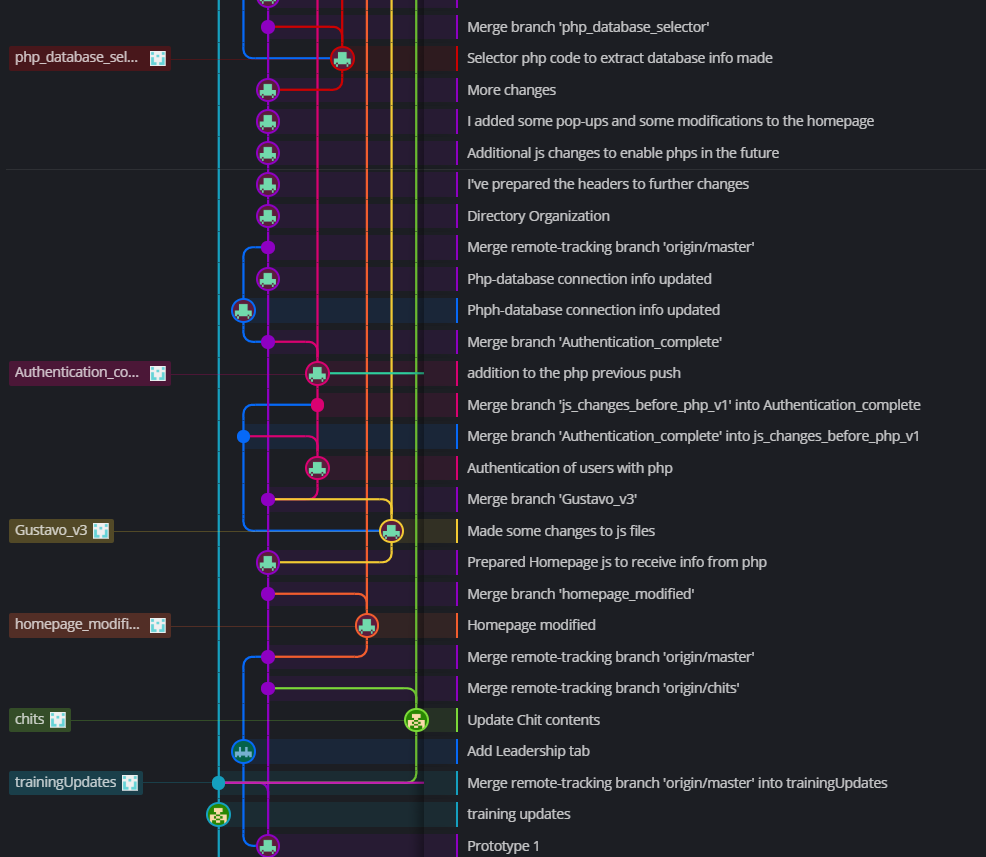 Merge branch 'php_database_selector'
php_database_sel...
Selector php code to extract database info made
More changes
I added some pop-ups and some modifications to the homepage
Additional js changes to enable phps in the future
I've prepared the headers to further changes
Directory Organization
Merge remote-tracking branch 'origin/master'
Php-database connection info updated
Phph-database connection info updated
Merge branch 'Authentication_complete'
Authentication_co...
addition to the php previous push
Merge branch 'js_changes_before_php_v1' into Authentication_complete
Merge branch 'Authentication_complete' into js_changes_before_php_v1
Authentication of users with php
Merge branch 'Gustavo_v3'
Gustavo_v3
Made some changes to js files
Prepared Homepage js to receive info from php
Merge branch 'homepage_modified'
homepage_modifi...
Homepage modified
Merge remote-tracking branch 'origin/master'
Merge remote-tracking branch 'origin/chits'
chits
Update Chit contents
Add Leadership tab
trainingUpdates
Merge remote-tracking branch 'origin/master' into trainingUpdates
training updates
Prototype 1